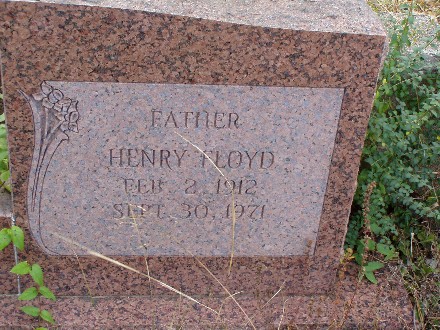 FATHER
HENRY FLOYD
FEB 2, 1912
SEPT. 30, 1971